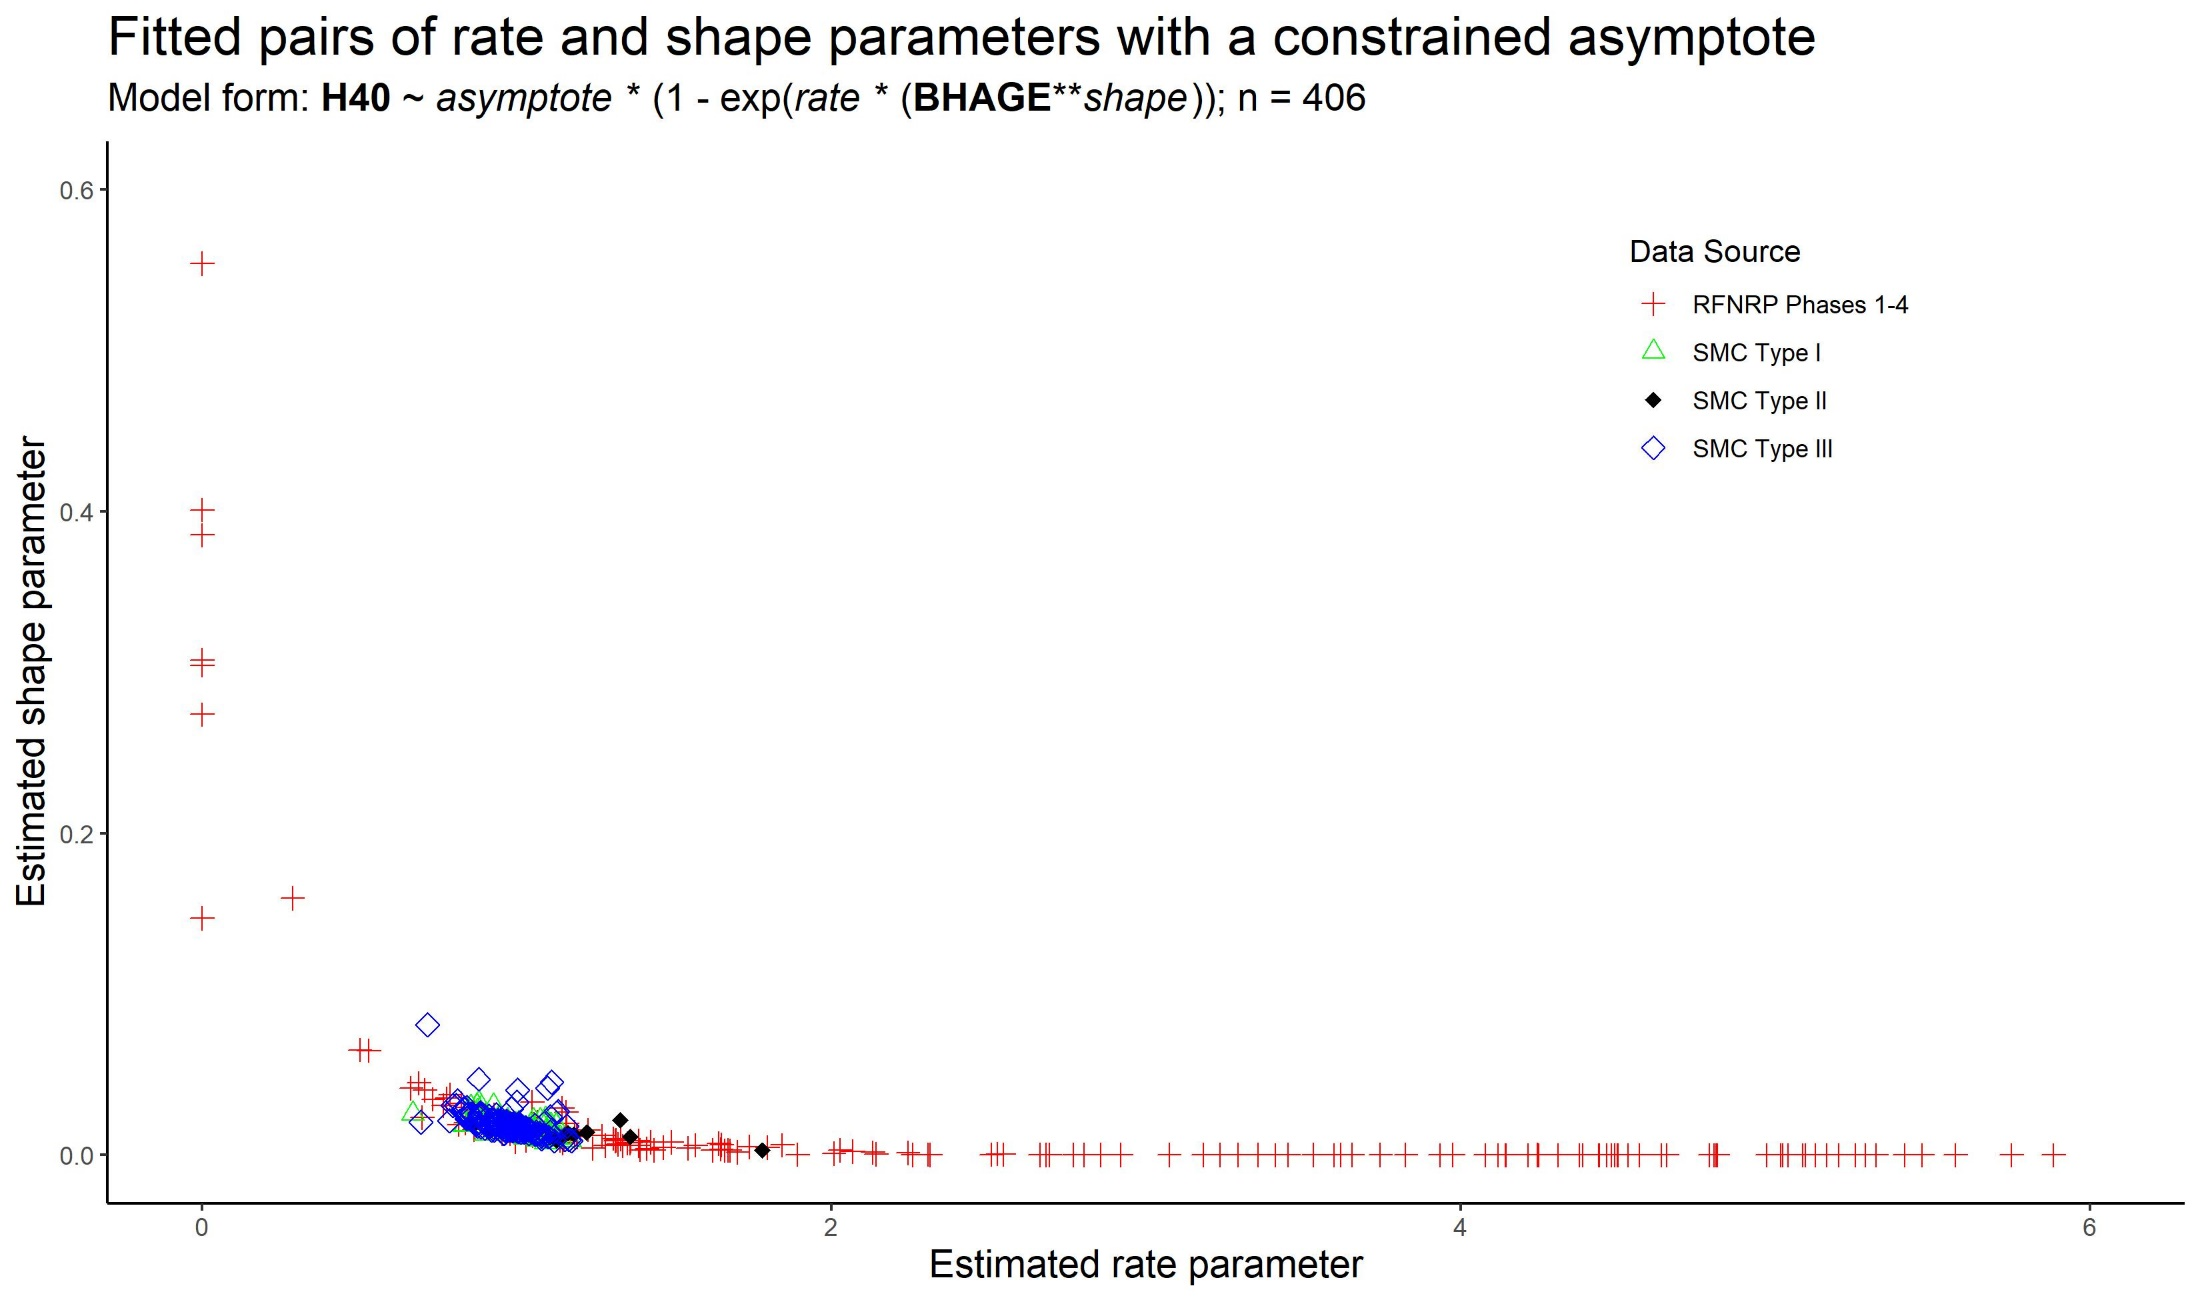 Fitted pairs of rate and shape parameters with a constrained asymptote
Model form: H40 ~ asymptote * (1 - exp(rate * (BHAGE**shape)); n = 406
0.6
0.4
0.2
0.0
Estimated shape parameter
Data Source
RFNRP Phases 1-4
SMC Type I
SMC Type II
SMC Type III
0
2
4
6
Estimated rate parameter